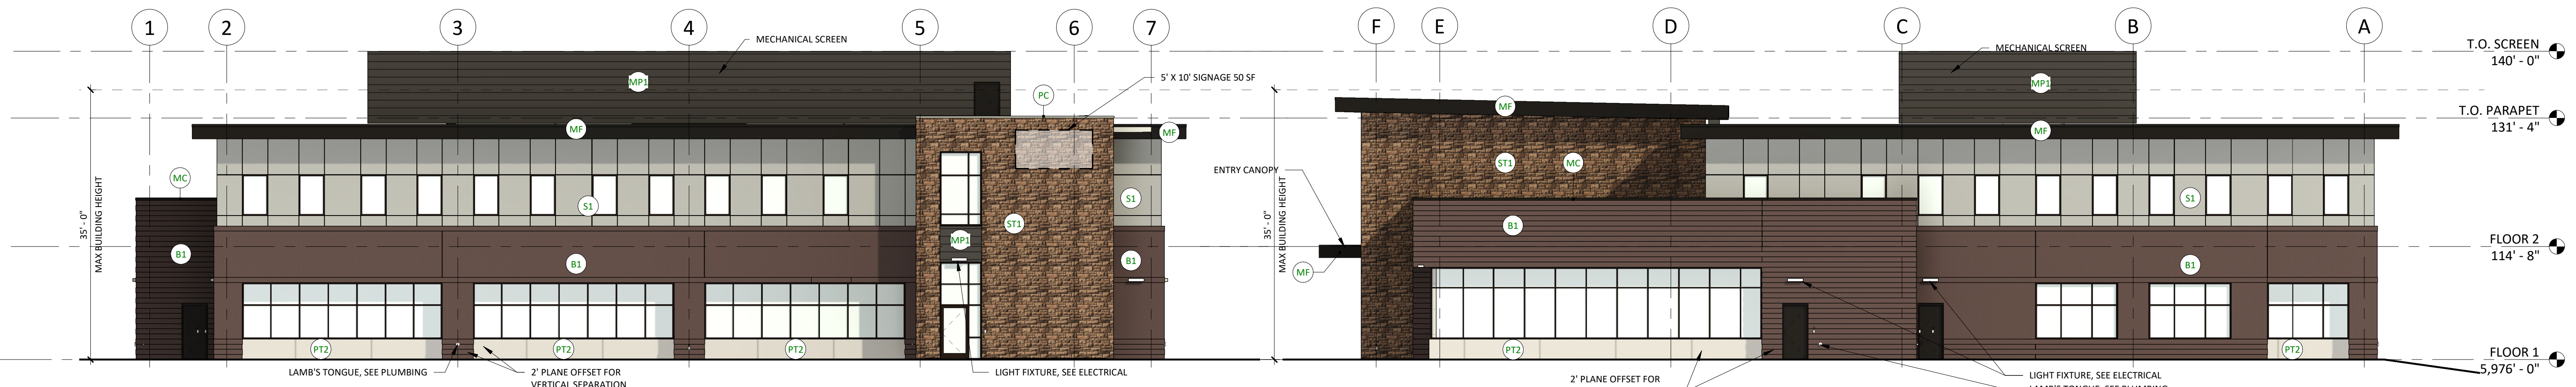 1 2 3 4 5 6 7 F E D C B A
MECHANICAL SCREEN
MECHANICAL SCREEN
T.O. SCREEN
140' - 0"
MP1
5' X 10' SIGNAGE 50 SF
MP1
PC
MF
T.O. PARAPET
131' - 4"
MF
MF
MF
ST1
MC
ENTRY CANOPY
MC
35' - 0"
MAX BUILDING HEIGHT
S1
S1
35' - 0"
MAX BUILDING HEIGHT
S1
ST1
B1
MP1
FLOOR 2
114' - 8"
B1
B1
B1
B1
MF
PT2
PT2
PT2
PT2
PT2
FLOOR 1
5,976' - 0"
LAMB'S TONGUE, SEE PLUMBING
2' PLANE OFFSET FOR
VERTICAL SEPARATION
LIGHT FIXTURE, SEE ELECTRICAL
2' PLANE OFFSET FOR
LIGHT FIXTURE, SEE ELECTRICAL
LAMB'S TONGUE, SEE PLUMBING